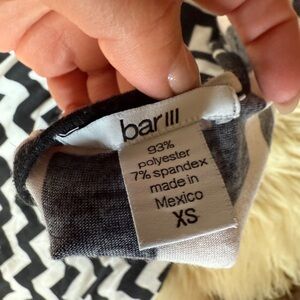 bar III
93%
polyester
7% spandex
made in
Mexico
XS